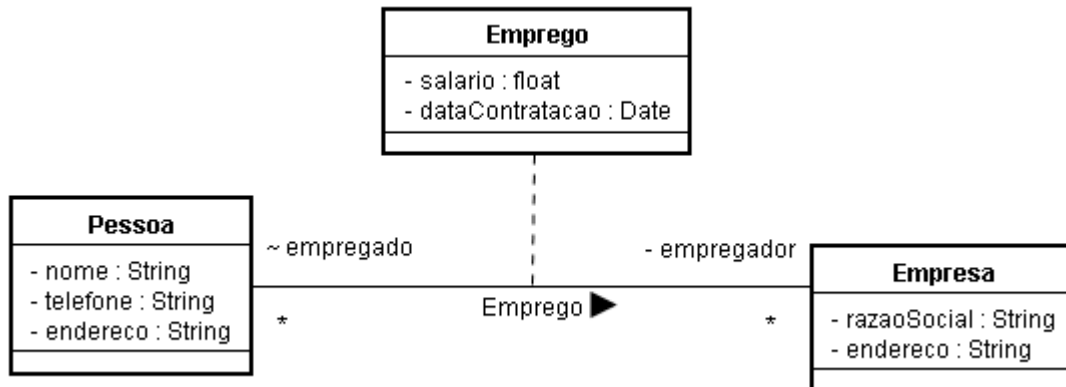 Emprego
- salario : float
- dataContratacao : Date
Pessoa
- nome : String
- telefone : String
- endereco : String
~ empregado
- empregador
Emprego
*
*
Empresa
- razaoSocial : String
- endereco : String